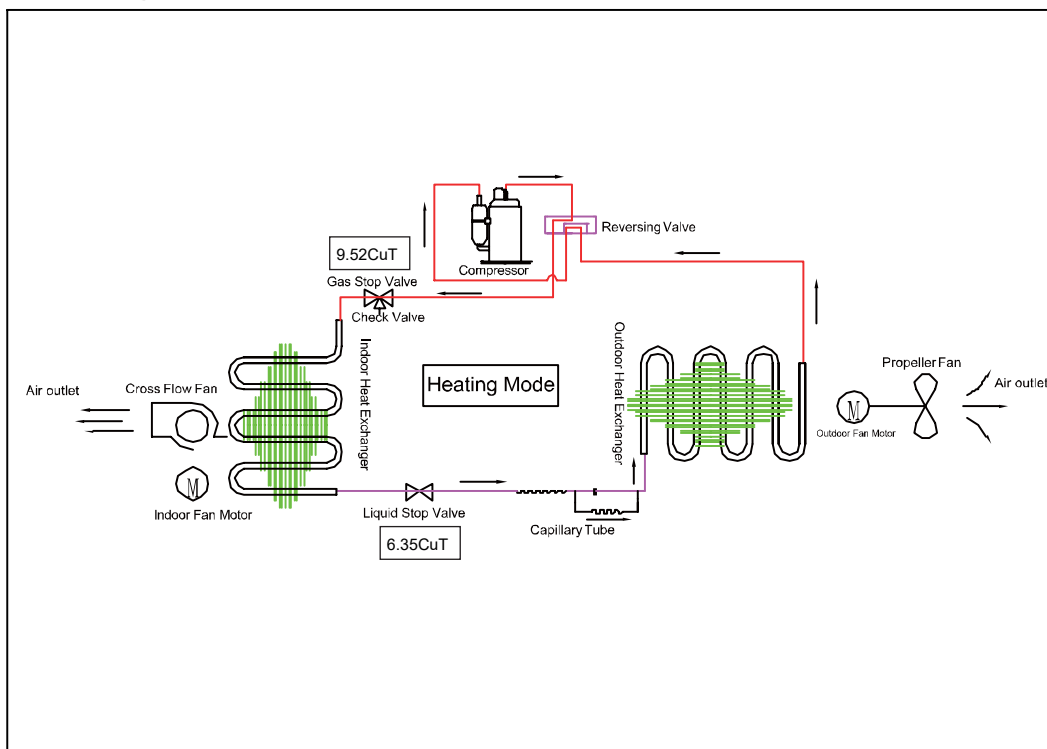 Reversing Valve
9.52CuT
Compressor
Gas Stop Valve
Check Valve
Indoor Heat Exchanger
Heating Mode
Outdoor Heat Exchanger
Propeller Fan
Air outlet
Cross Flow Fan
Air outlet
M
Outdoor Fan Motor
M
Indoor Fan Motor
Liquid Stop Valve
Capillary Tube
6.35CuT